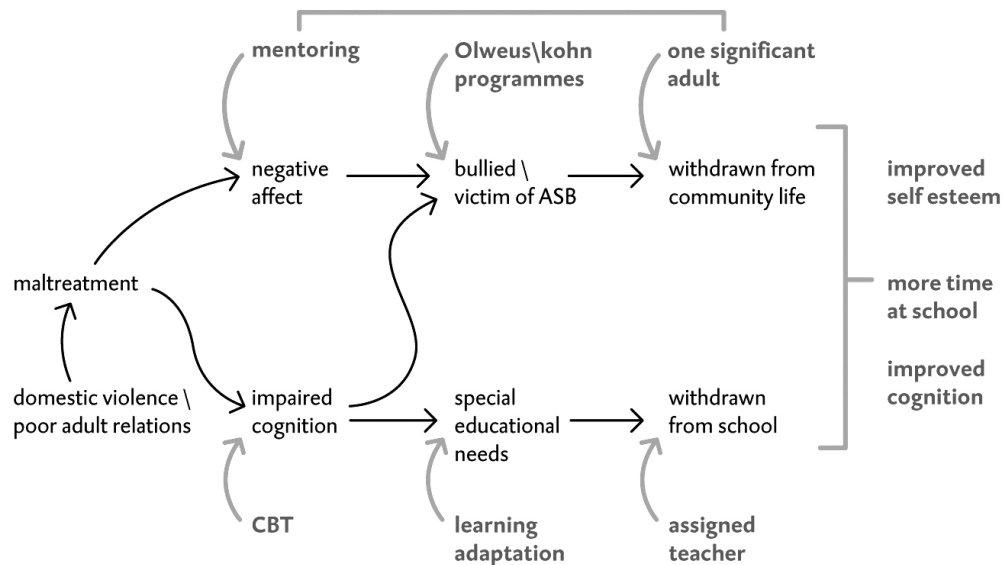 mentoring
Olweus\kohn
programmes
one significant
adult
negative
affect
bullied \
victim of ASB
withdrawn from
community life
improved
self esteem
maltreatment
more time
at school
domestic violence \
poor adult relations
impaired
cognition
special
educational
needs
withdrawn
from school
improved
cognition
CBT
learning
adaptation
assigned
teacher